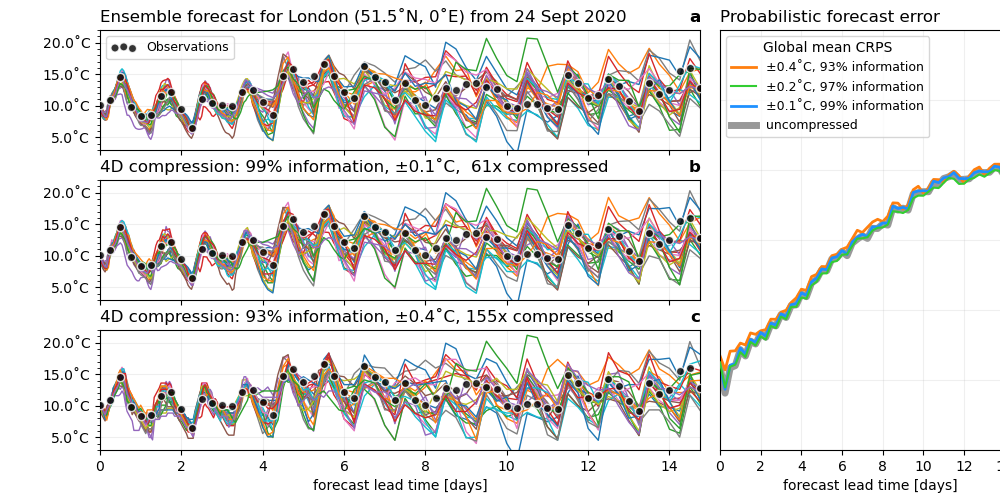 Ensemble forecast for London (51.5˚N, 0˚E) from 24 Sept 2020 a
20.0˚C
15.0˚C
10.0˚C
5.0˚C
Observations
4D compression: 99% information, ±0.1˚C, 61x compressed b
20.0˚C
15.0˚C
10.0˚C
5.0˚C
4D compression: 93% information, ±0.4˚C, 155x compressed c
20.0˚C
15.0˚C
10.0˚C
5.0˚C
0 2 4 6 8 10 12 14
forecast lead time [days]
Probabilistic forecast error
Global mean CRPS
±0.4˚C, 93% information
±0.2˚C, 97% information
±0.1˚C, 99% information
uncompressed
0 2 4 6 8 10 12
forecast lead time [days]